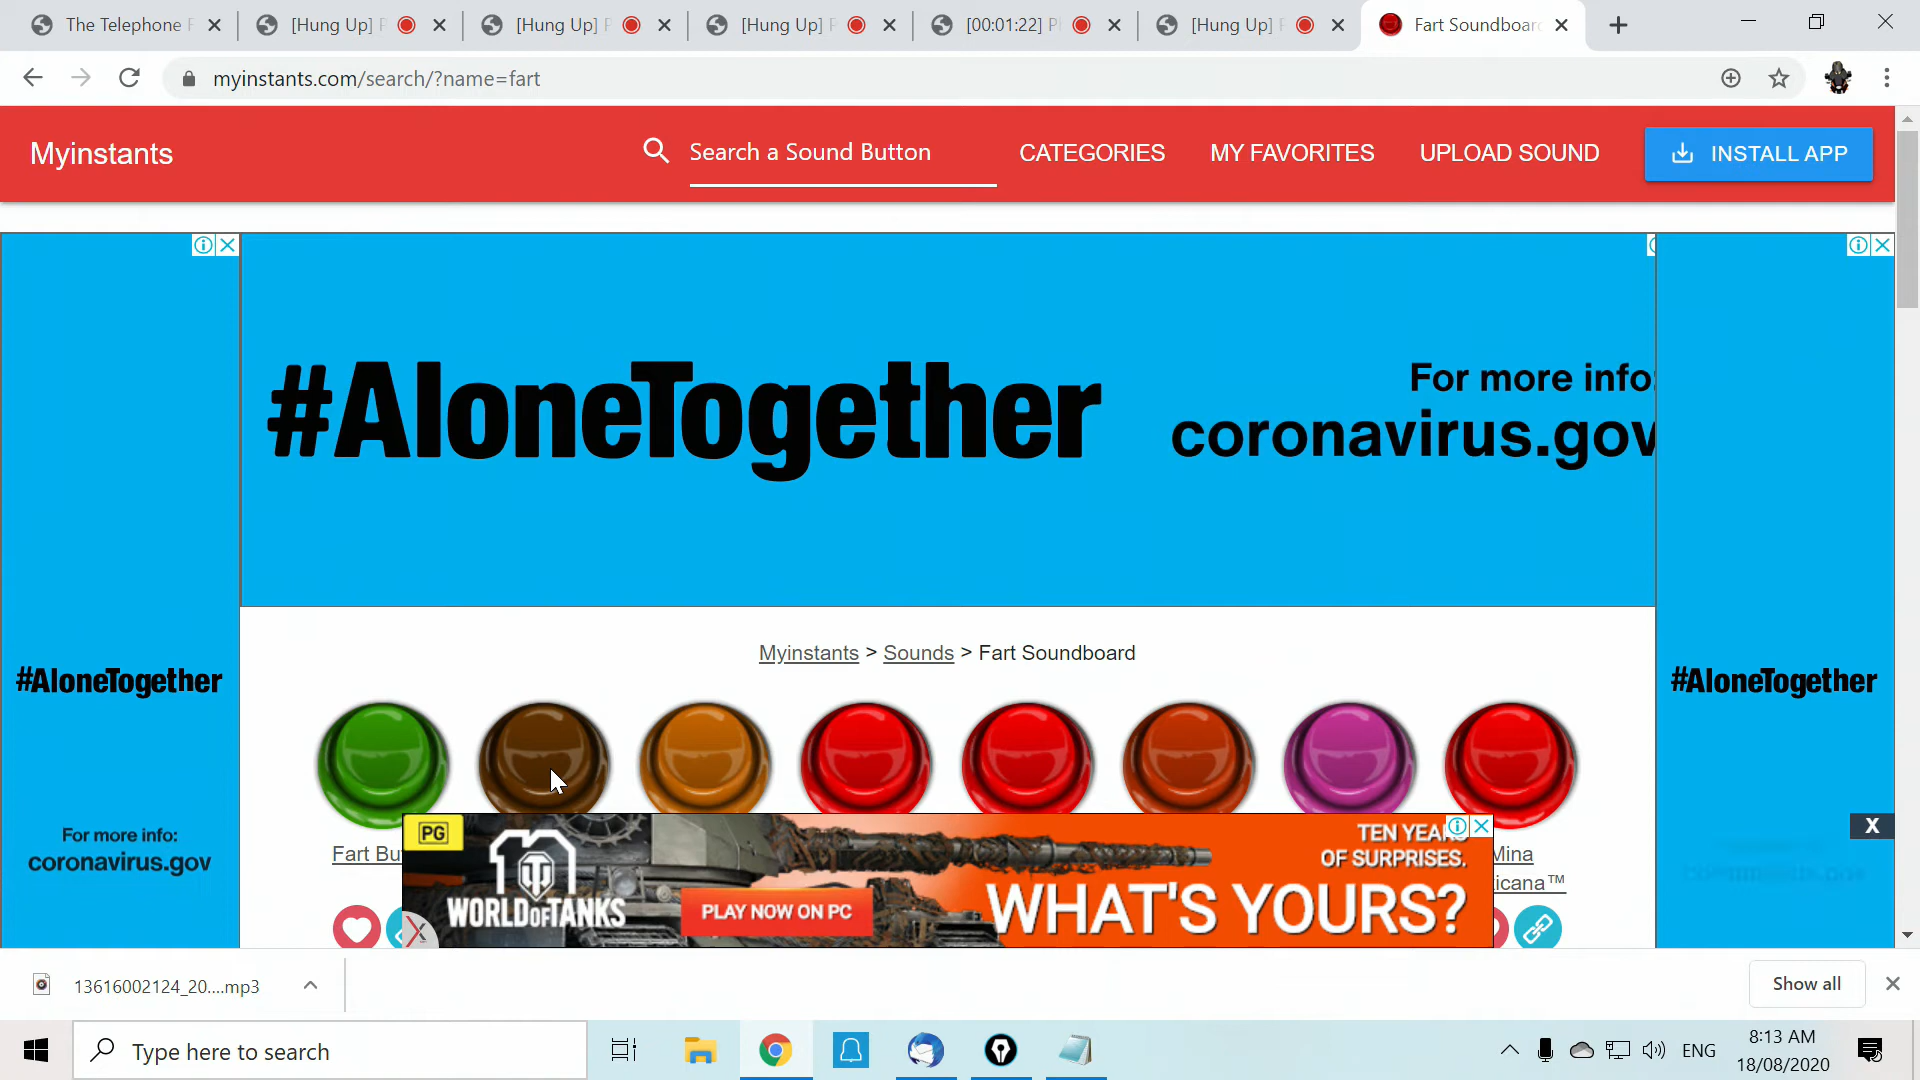 The Telephone
[Hung Up]
[Hung Up]
[Hung Up]
[00:01:22]
[Hung Up]
Fart Soundboard
myinstants.com/search/?name=fart
Myinstants
Search a Sound Button
CATEGORIES
MY FAVORITES
UPLOAD SOUND
INSTALL APP
#AloneTogether
For more info:
coronavirus.gov
#AloneTogether
For more info:
coronavirus.gov
#AloneTogether
Myinstants > Sounds > Fart Soundboard
Fart
Mina
icana™
PG
10
WORLD OF TANKS
PLAY NOW ON PC
TEN YEARS
OF SURPRISES.
WHAT'S YOURS?
X
13616002124_20....mp3
Show all
Type here to search
ENG
8:13 AM
18/08/2020